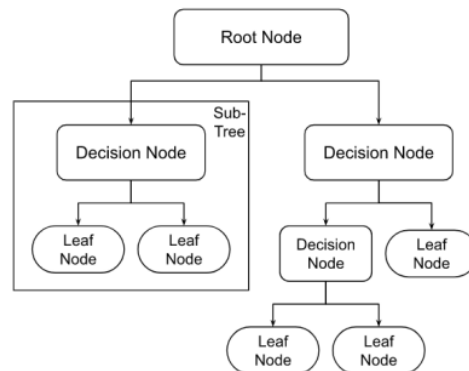 Root Node
Sub-
Tree
Decision Node
Decision Node
Leaf
Node
Leaf
Node
Decision
Node
Leaf
Node
Leaf
Node
Leaf
Node